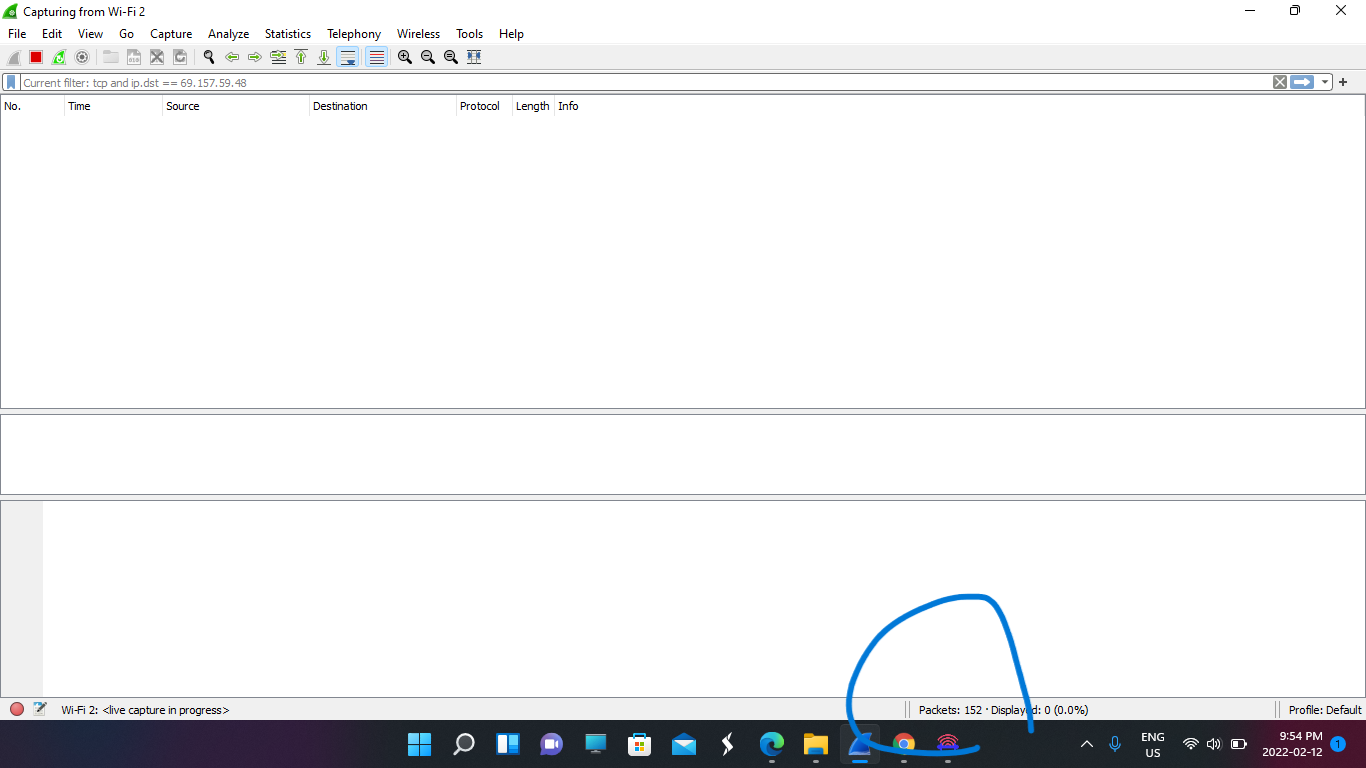 Capturing from Wi-Fi 2
File Edit View Go Capture Analyze Statistics Telephony Wireless Tools Help
Current filter: tcp and ip.dst == 69.157.59.48
No. Time Source Destination Protocol Length Info
Wi-Fi 2: <live capture in progress>
Packets: 152 · Displayed: 0 (0.0%)
Profile: Default
ENG
US
9:54 PM
2022-02-12
1